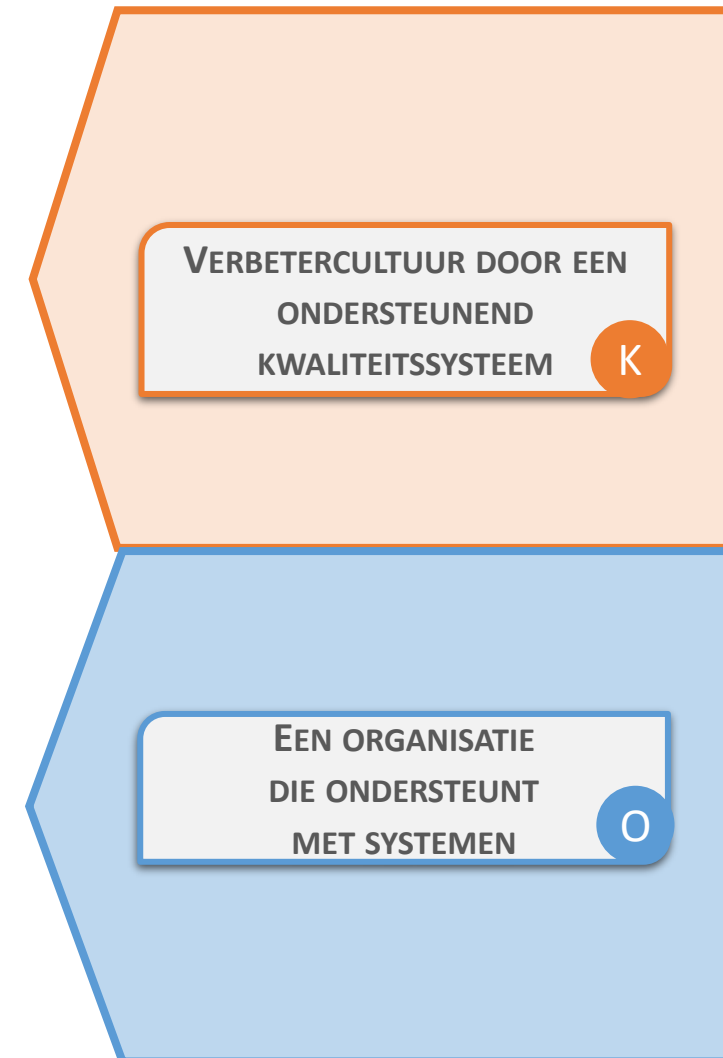 VERBETERCULTUUR DOOR EEN
ONDERSTEUNEND
KWALITEITSSYSTEEM
K
EEN ORGANISATIE
DIE ONDERSTEUNT
MET SYSTEMEN
O